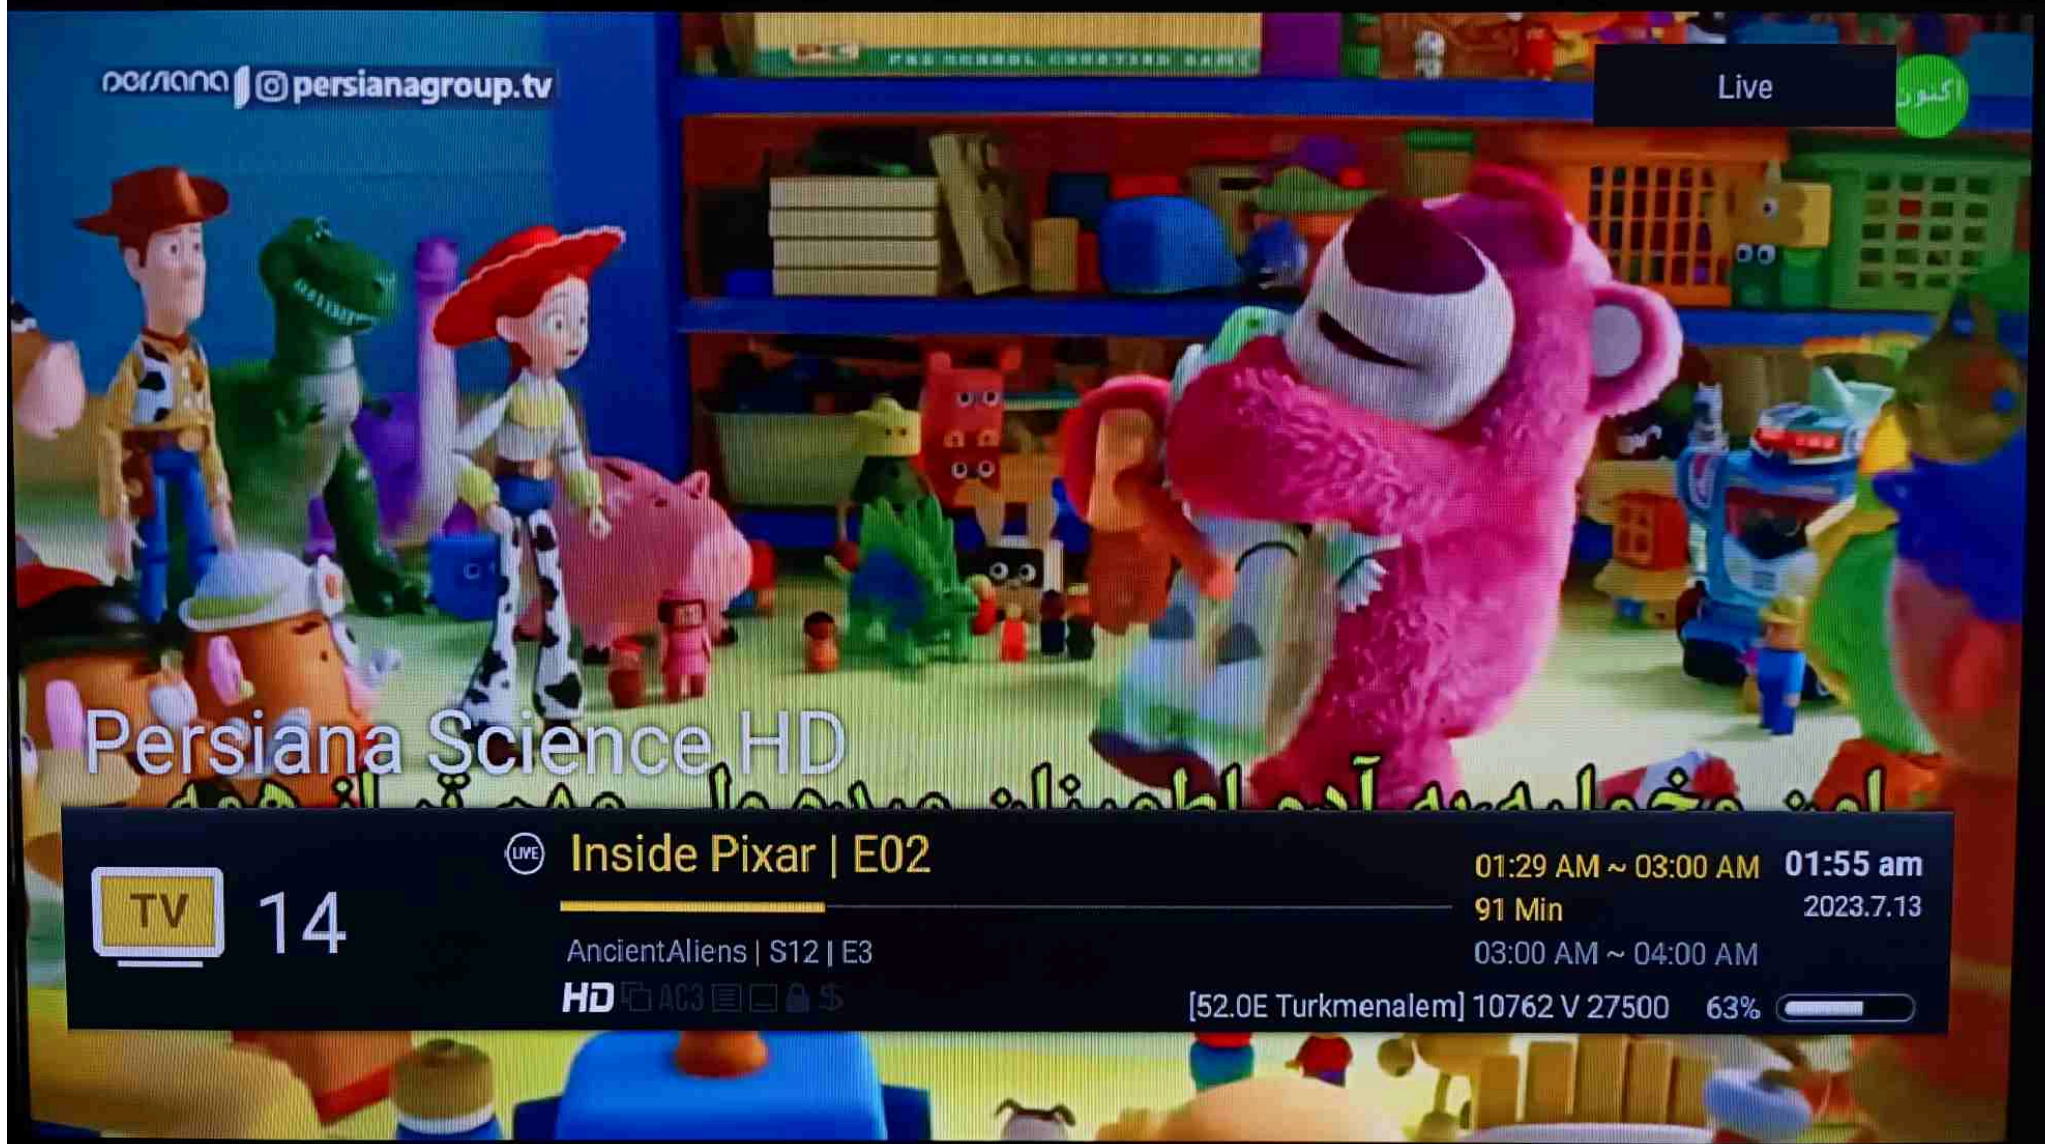 persiana
persianagroup.tv
Live
اکنون
Persiana Science HD
LIVE
Inside Pixar | E02
01:29 AM ~ 03:00 AM
01:55 am
TV
14
91 Min
2023.7.13
AncientAliens | S12 | E3
03:00 AM ~ 04:00 AM
HD
AC3
$
[52.0E Turkmenalem] 10762 V 27500
63%